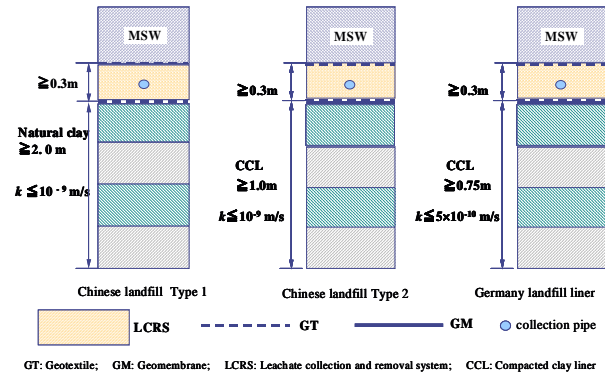 MSW
≧0.3m
Natural clay
≧2.0 m
k ≦10⁻⁹ m/s
Chinese landfill Type 1
MSW
≧0.3m
CCL
≧1.0m
k≦10⁻⁹ m/s
Chinese landfill Type 2
MSW
≧0.3m
CCL
≧0.75m
k≦5×10⁻¹⁰ m/s
Germany landfill liner
LCRS GT GM collection pipe
GT: Geotextile; GM: Geomembrane; LCRS: Leachate collection and removal system; CCL: Compacted clay liner